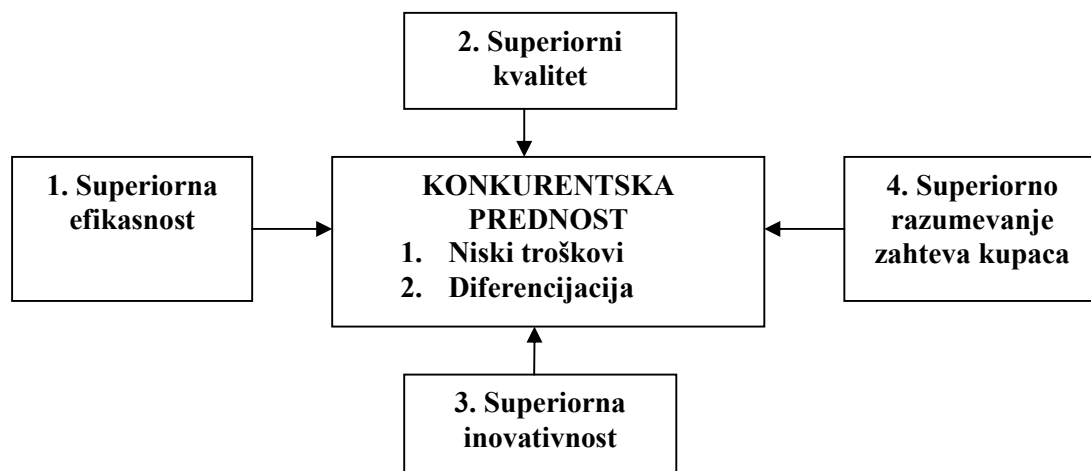 2. Superiorni
kvalitet
1. Superiorna
efikasnost
KONKURENTSKA
PREDNOST
1. Niski troškovi
2. Diferencijacija
4. Superiorno
razumevanje
zahteva kupaca
3. Superiorna
inovativnost